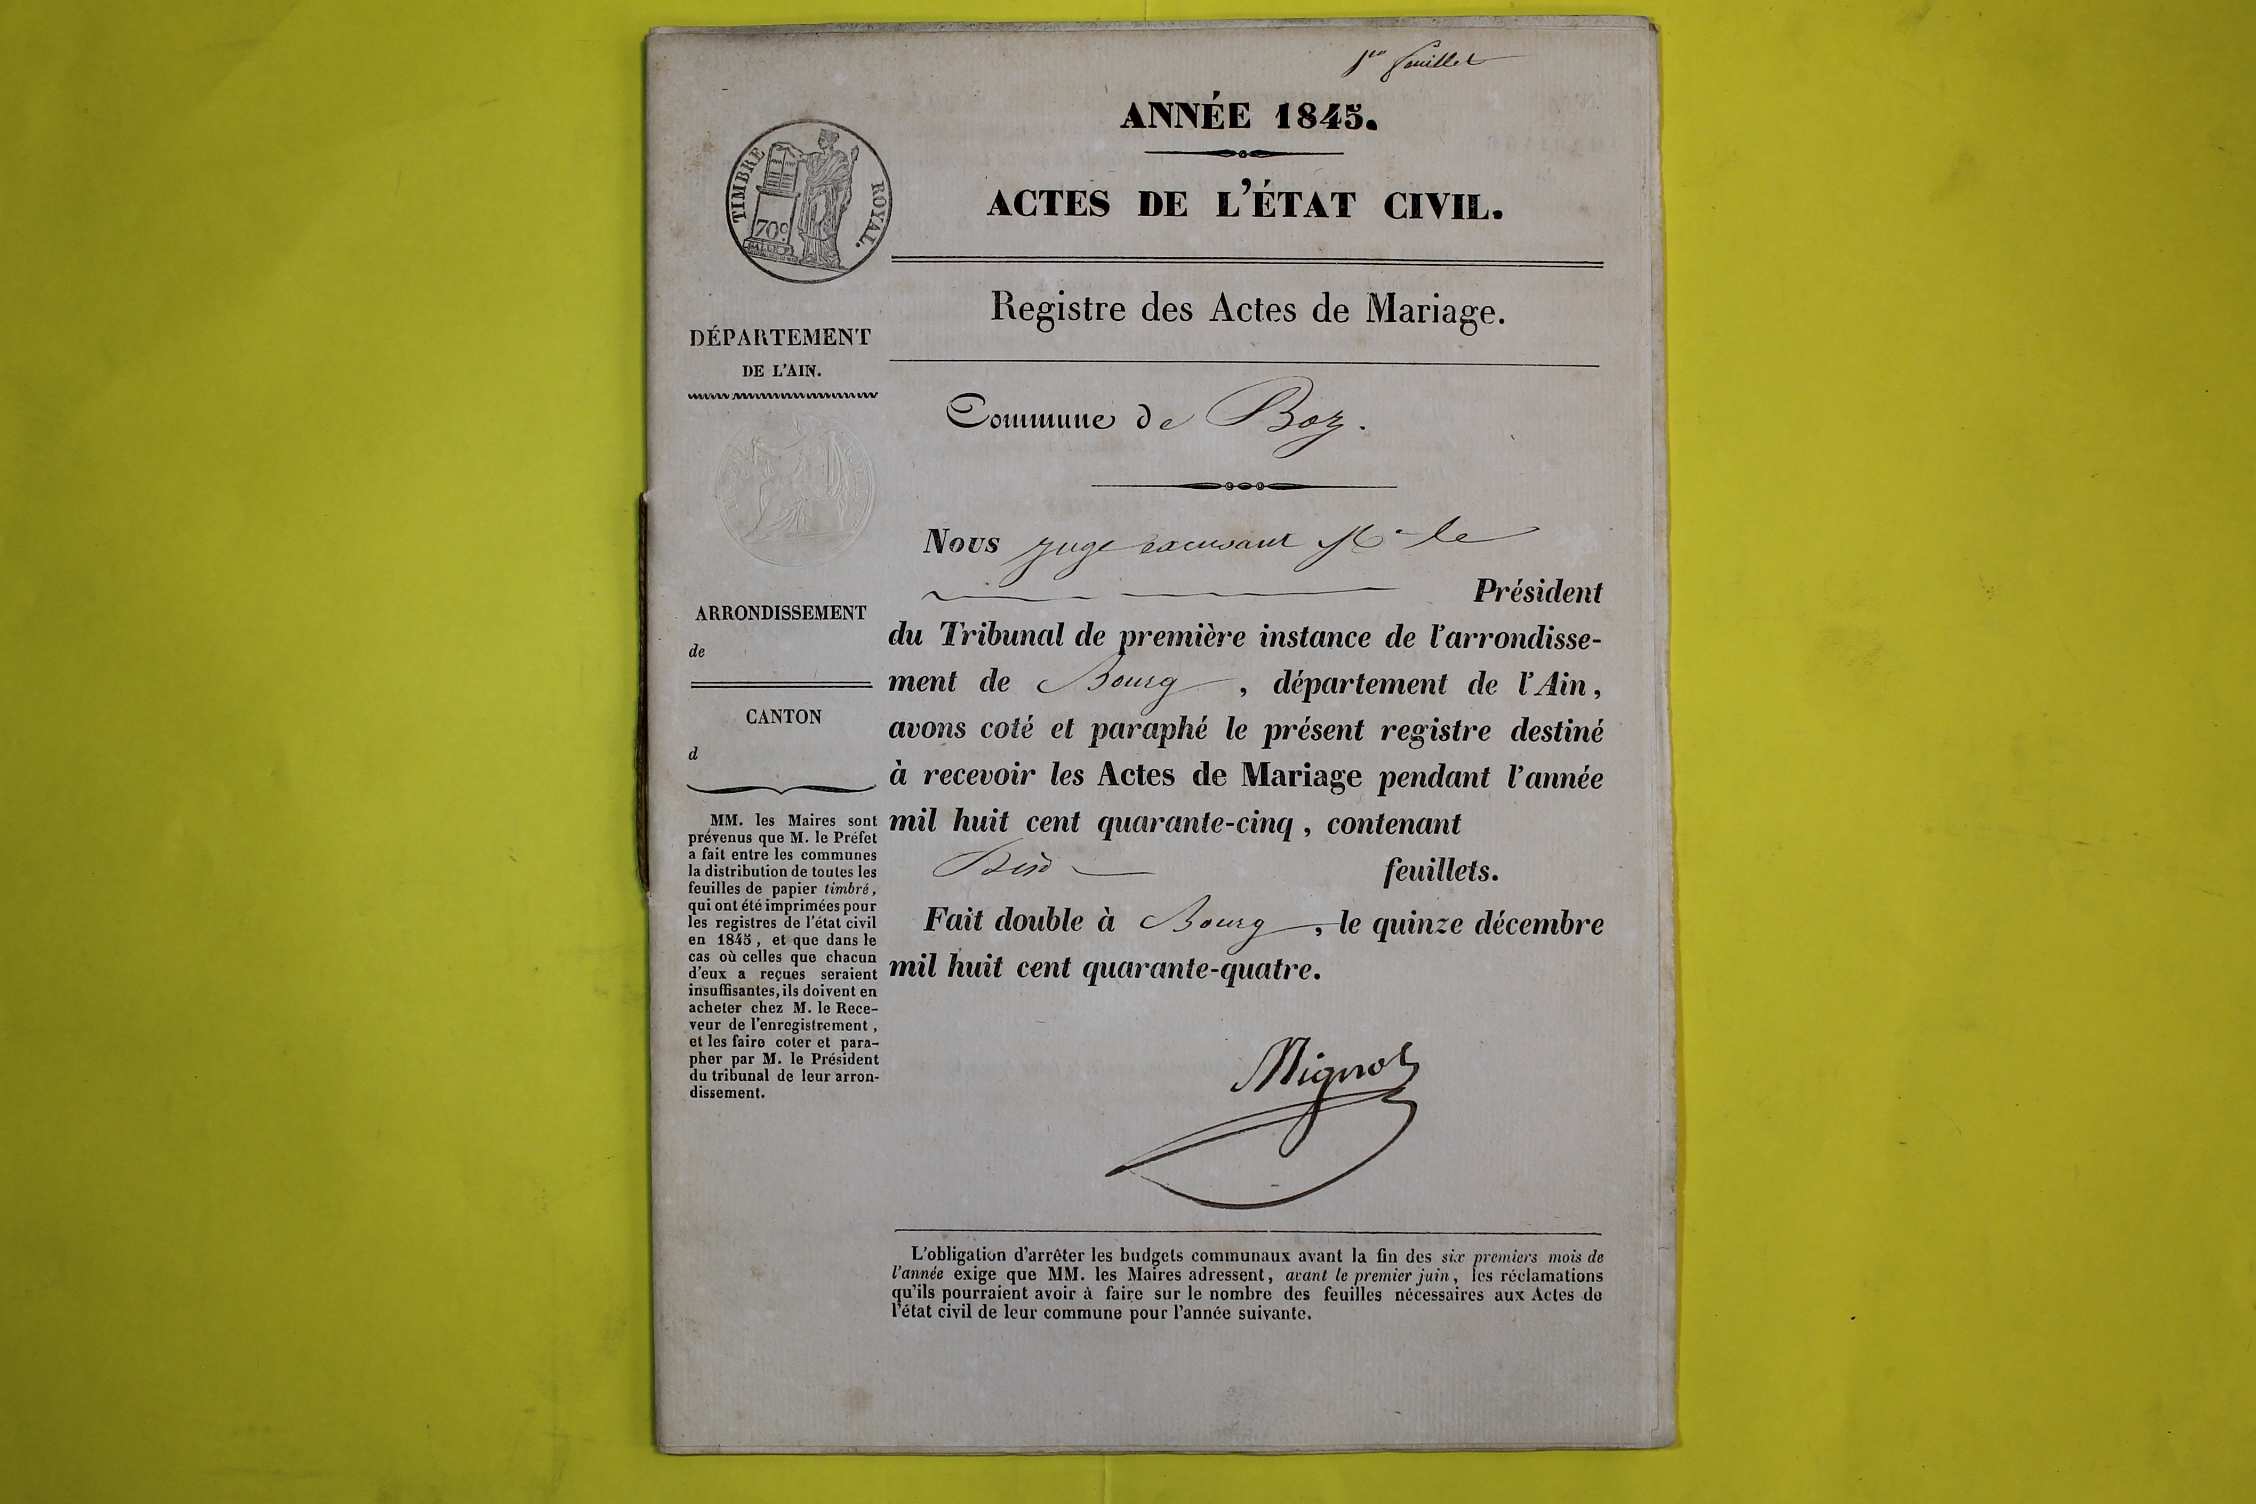 1er feuillet
ANNÉE 1845.
ACTES DE L'ÉTAT CIVIL.
TIMBRE ROYAL.
70c
Registre des Actes de Mariage.
DÉPARTEMENT
DE L'AIN.
Commune de Boz.
Nous juge excusant Mr le
Président
du Tribunal de première instance de l'arrondisse-
ment de Bourg, département de l'Ain,
avons coté et paraphé le présent registre destiné
à recevoir les Actes de Mariage pendant l'année
mil huit cent quarante-cinq, contenant
feuillets.
Fait double à Bourg, le quinze décembre
mil huit cent quarante-quatre.
Mignot
ARRONDISSEMENT
de
CANTON
d
MM. les Maires sont
prévenus que M. le Préfet
a fait entre les communes
la distribution de toutes les
feuilles de papier timbré,
qui ont été imprimées pour
les registres de l'état civil
en 1845, et que dans le
cas où celles que chacun
d'eux a reçues seraient
insuffisantes, ils doivent en
acheter chez M. le Rece-
veur de l'enregistrement,
et les faire coter et para-
pher par M. le Président
du tribunal de leur arron-
dissement.
L'obligation d'arrêter les budgets communaux avant la fin des six premiers mois de
l'année exige que MM. les Maires adressent, avant le premier juin, les réclamations
qu'ils pourraient avoir à faire sur le nombre des feuilles nécessaires aux Actes de
l'état civil de leur commune pour l'année suivante.